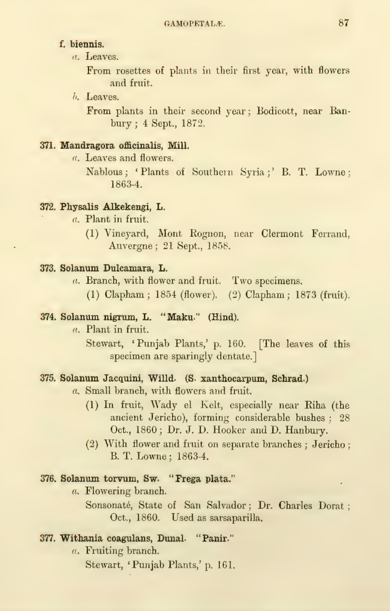 GAMOPETALÆ. 87
f. biennis.
a. Leaves.
From rosettes of plants in their first year, with flowers
and fruit.
b. Leaves.
From plants in their second year; Bodicott, near Ban-
bury; 4 Sept., 1872.
371. Mandragora officinalis, Mill.
a. Leaves and flowers.
Nablous; 'Plants of Southern Syria;' B. T. Lowne;
1863-4.
372. Physalis Alkekengi, L.
a. Plant in fruit.
(1) Vineyard, Mont Rognon, near Clermont Ferrand,
Auvergne; 21 Sept., 1858.
373. Solanum Dulcamara, L.
a. Branch, with flower and fruit. Two specimens.
(1) Clapham; 1854 (flower). (2) Clapham; 1873 (fruit).
374. Solanum nigrum, L. "Maku." (Hind).
a. Plant in fruit.
Stewart, 'Punjab Plants,' p. 160. [The leaves of this
specimen are sparingly dentate.]
375. Solanum Jacquini, Willd. (S. xanthocarpum, Schrad.)
a. Small branch, with flowers and fruit.
(1) In fruit, Wady el Kelt, especially near Riha (the
ancient Jericho), forming considerable bushes; 28
Oct., 1860; Dr. J. D. Hooker and D. Hanbury.
(2) With flower and fruit on separate branches; Jericho;
B. T. Lowne; 1863-4.
376. Solanum torvum, Sw. "Frega plata."
a. Flowering branch.
Sonsonaté, State of San Salvador; Dr. Charles Dorat;
Oct., 1860. Used as sarsaparilla.
377. Withania coagulans, Dunal. "Panir."
a. Fruiting branch.
Stewart, 'Punjab Plants,' p. 161.